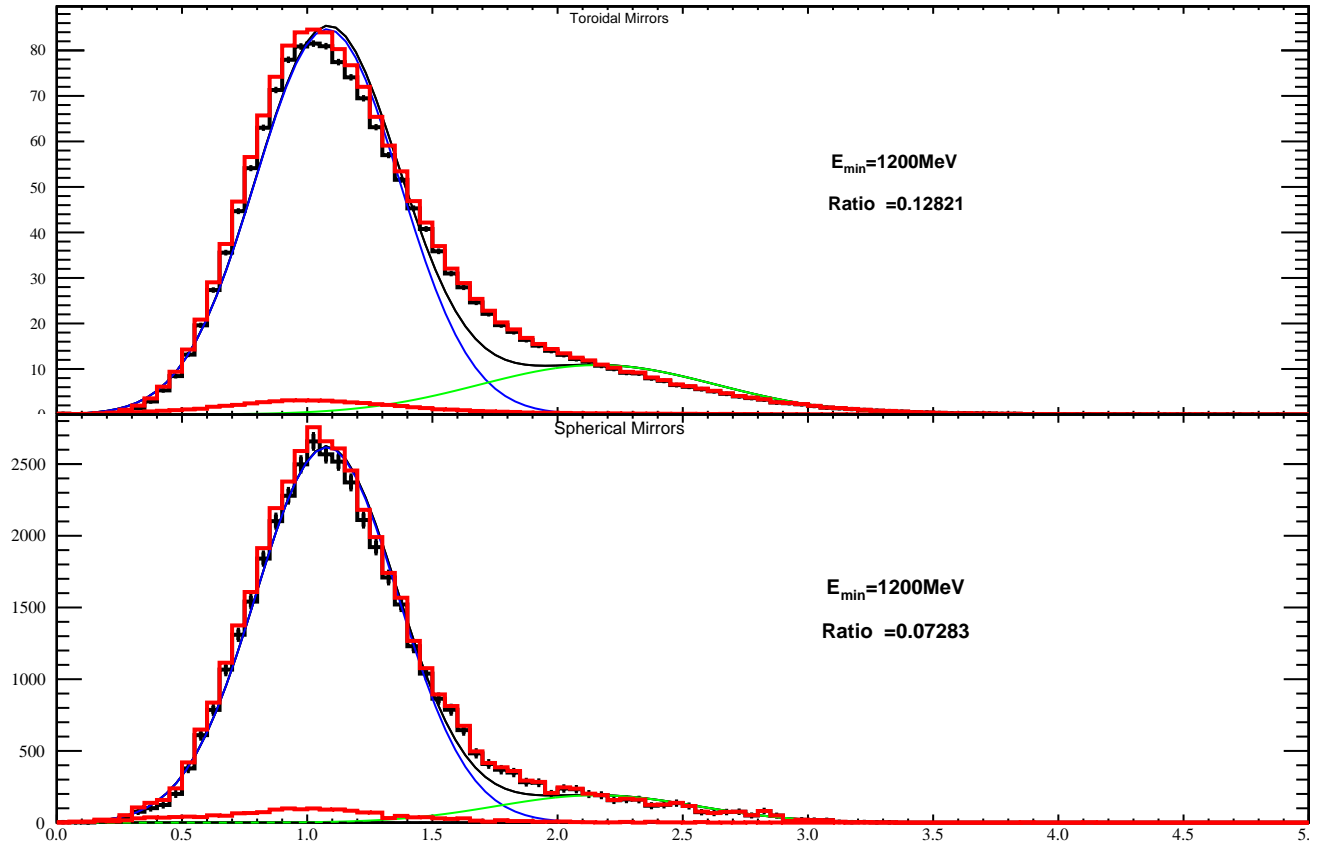 Toroidal Mirrors
80
70
60
50
40
30
20
10
0
E_min=1200MeV
Ratio =0.12821
Spherical Mirrors
2500
2000
1500
1000
500
0
E_min=1200MeV
Ratio =0.07283
0.0 0.5 1.0 1.5 2.0 2.5 3.0 3.5 4.0 4.5 5.